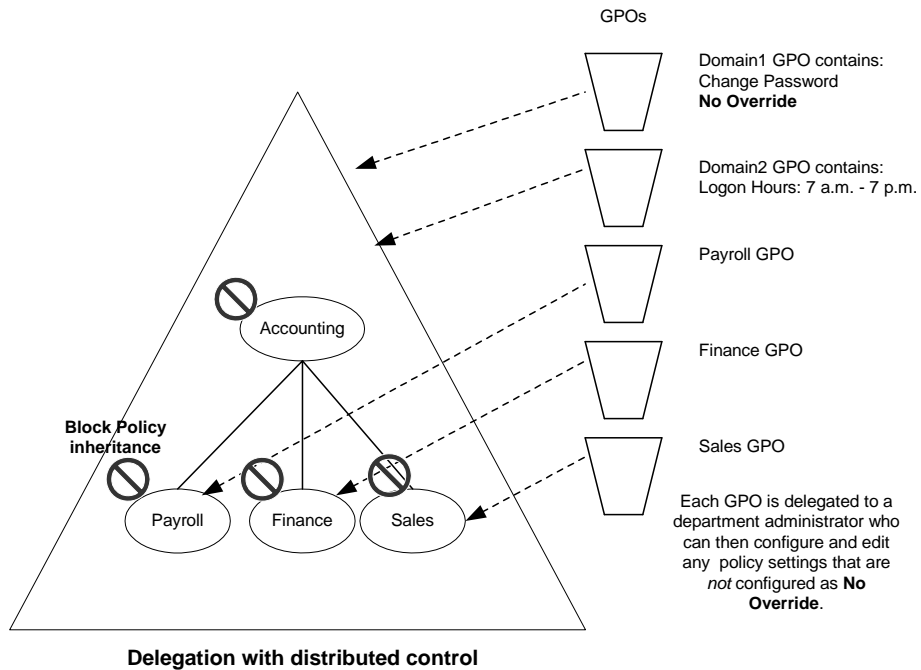 GPOs
Domain1 GPO contains:
Change Password
No Override
Domain2 GPO contains:
Logon Hours: 7 a.m. - 7 p.m.
Payroll GPO
Accounting
Finance GPO
Block Policy
inheritance
Sales GPO
Payroll
Finance
Sales
Each GPO is delegated to a
department administrator who
can then configure and edit
any policy settings that are
not configured as No
Override.
Delegation with distributed control